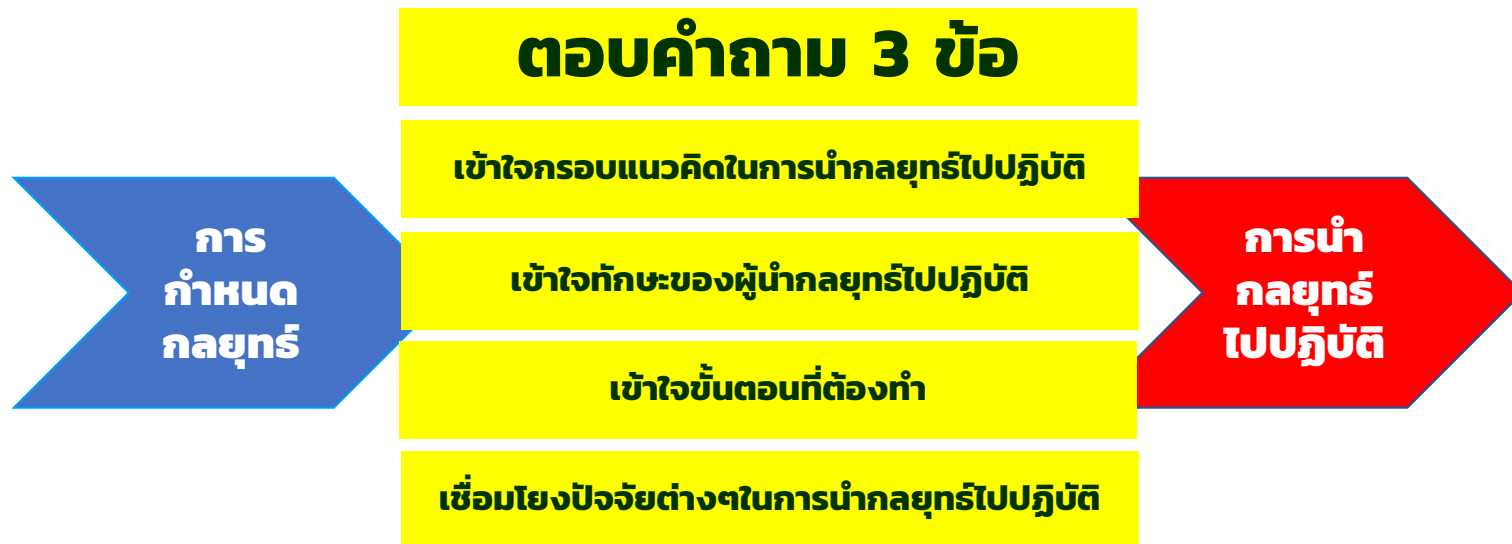 ตอบคำถาม 3 ข้อ
เข้าใจกรอบแนวคิดในการนำกลยุทธ์ไปปฏิบัติ
เข้าใจทักษะของผู้นำกลยุทธ์ไปปฏิบัติ
เข้าใจขั้นตอนที่ต้องทำ
เชื่อมโยงปัจจัยต่างๆในการนำกลยุทธ์ไปปฏิบัติ
การ
กำหนด
กลยุทธ์
การนำ
กลยุทธ์
ไปปฏิบัติ